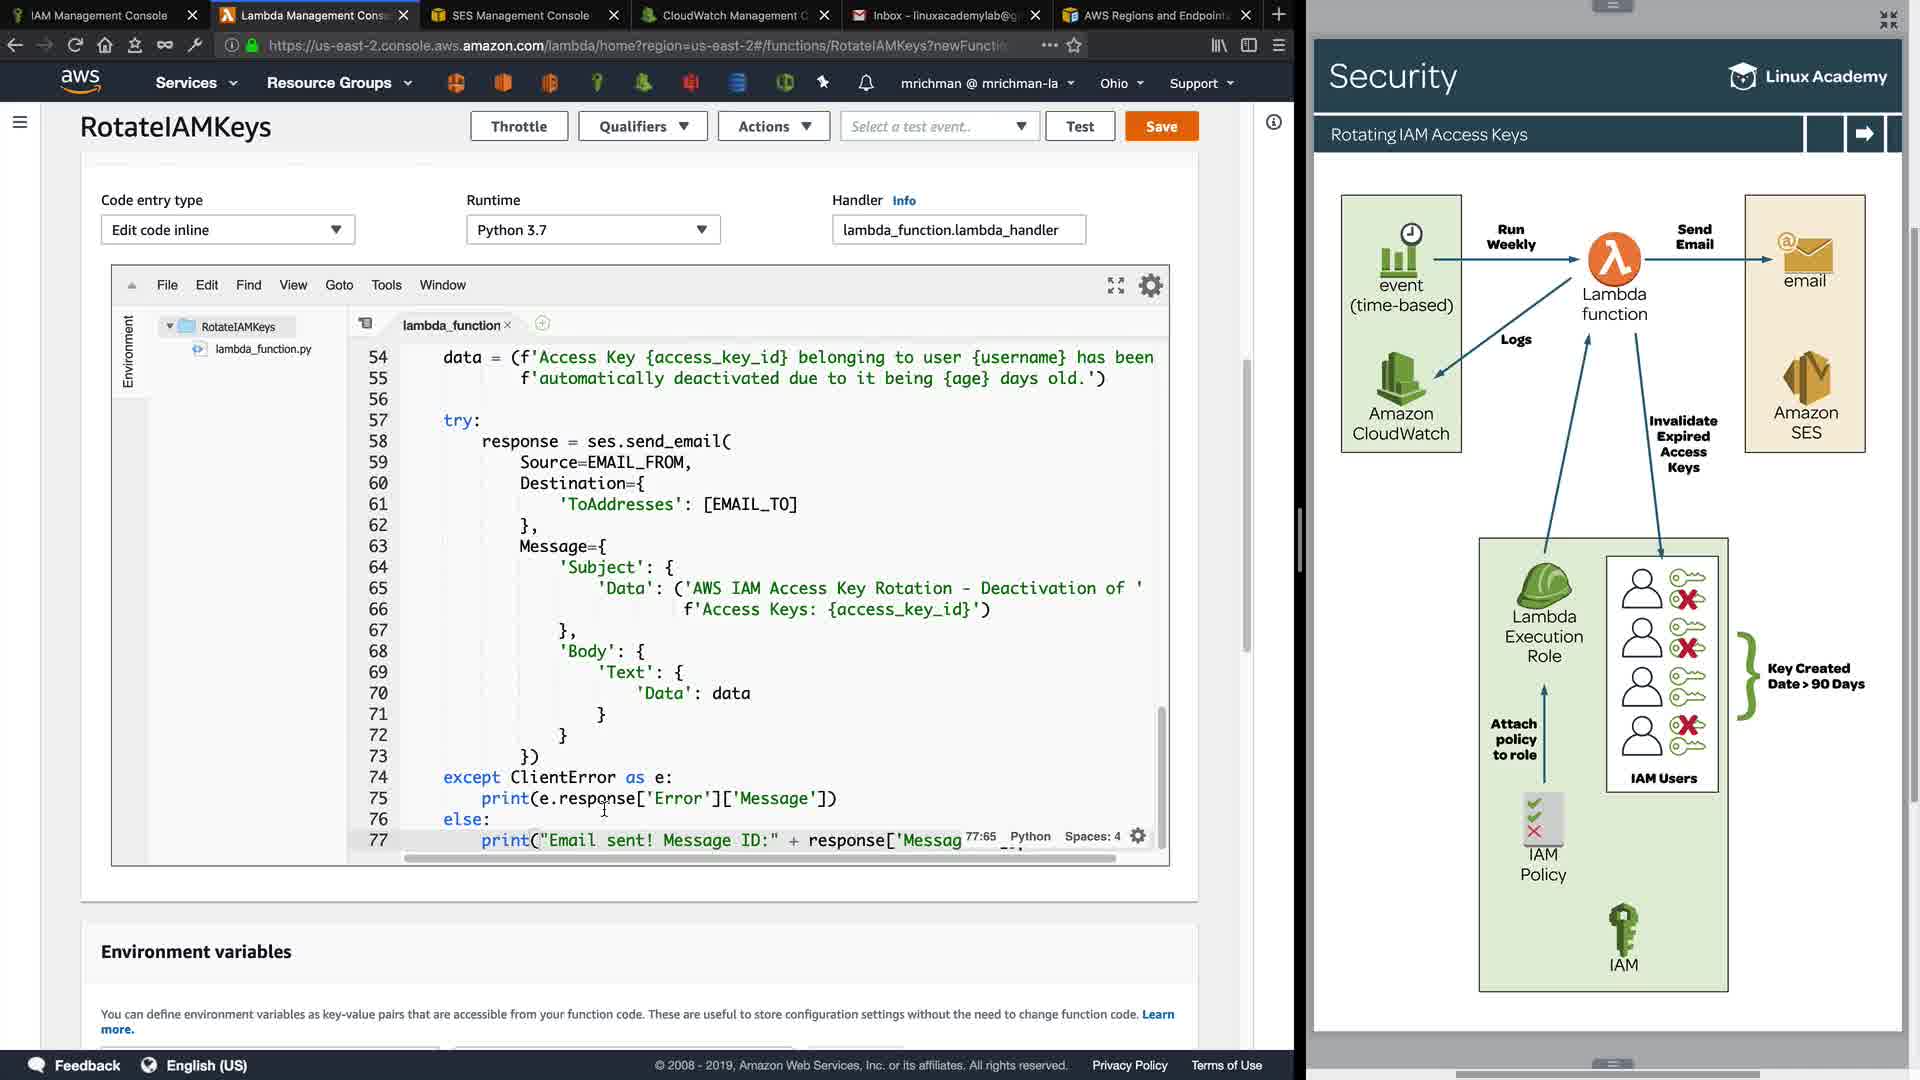 IAM Management Console
Lambda Management Conso
SES Management Console
CloudWatch Management C
Inbox – linuxacademylab@g
AWS Regions and Endpoint
https://us-east-2.console.aws.amazon.com/lambda/home?region=us-east-2#/functions/RotateIAMKeys?newFuncti
aws
Services
Resource Groups
mrichman @ mrichman-la
Ohio
Support
RotateIAMKeys
Throttle
Qualifiers
Actions
Select a test event..
Test
Save
Code entry type
Runtime
Handler Info
Edit code inline
Python 3.7
lambda_function.lambda_handler
File Edit Find View Goto Tools Window
Environment
RotateIAMKeys
lambda_function.py
lambda_function
54 data = (f'Access Key {access_key_id} belonging to user {username} has been
55 f'automatically deactivated due to it being {age} days old.')
56
57 try:
58 response = ses.send_email(
59 Source=EMAIL_FROM,
60 Destination={
61 'ToAddresses': [EMAIL_TO]
62 },
63 Message={
64 'Subject': {
65 'Data': ('AWS IAM Access Key Rotation - Deactivation of '
66 f'Access Keys: {access_key_id}')
67 },
68 'Body': {
69 'Text': {
70 'Data': data
71 }
72 }
73 })
74 except ClientError as e:
75 print(e.response['Error']['Message'])
76 else:
77 print("Email sent! Message ID:" + response['Messag
77:65 Python Spaces: 4
Environment variables
You can define environment variables as key-value pairs that are accessible from your function code. These are useful to store configuration settings without the need to change function code. Learn
more.
Feedback
English (US)
© 2008 - 2019, Amazon Web Services, Inc. or its affiliates. All rights reserved.
Privacy Policy
Terms of Use
Security
Linux Academy
Rotating IAM Access Keys
event
(time-based)
Run
Weekly
Lambda
function
Send
Email
email
Logs
Amazon
CloudWatch
Amazon
SES
Invalidate
Expired
Access
Keys
Lambda
Execution
Role
Key Created
Date > 90 Days
Attach
policy
to role
IAM Users
IAM
Policy
IAM